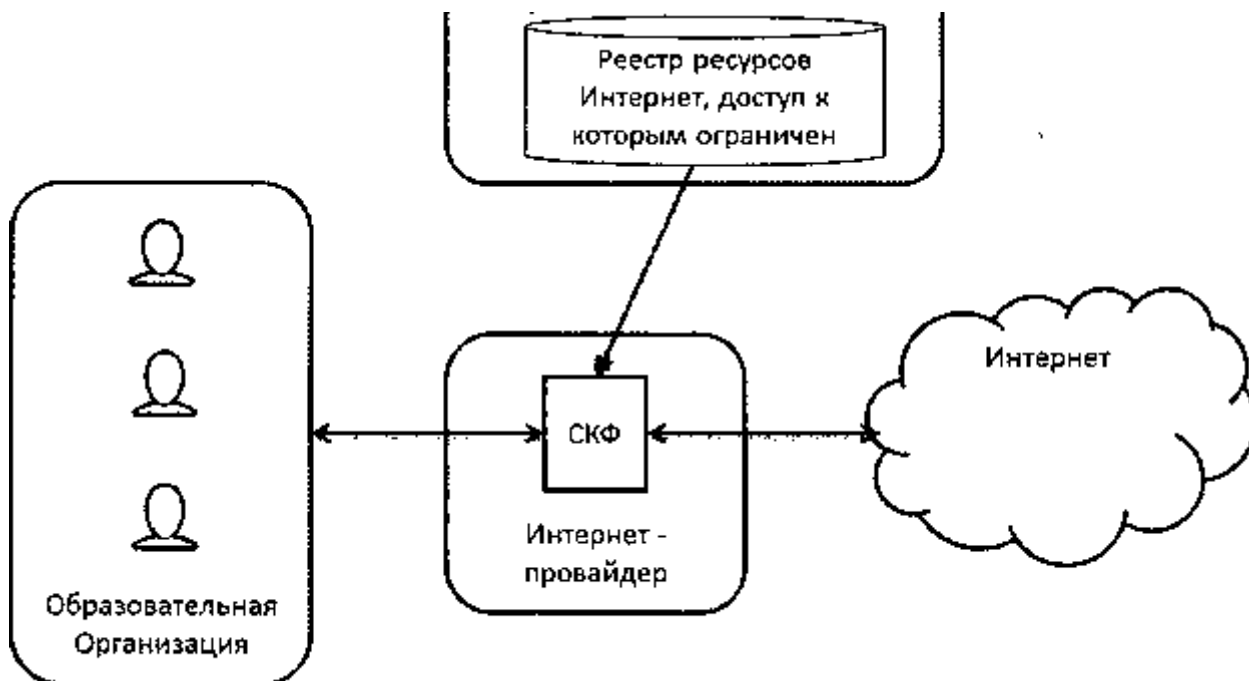 Реестр ресурсов
Интернет, доступ к
которым ограничен
Интернет
СКФ
Интернет -
провайдер
Образовательная
Организация